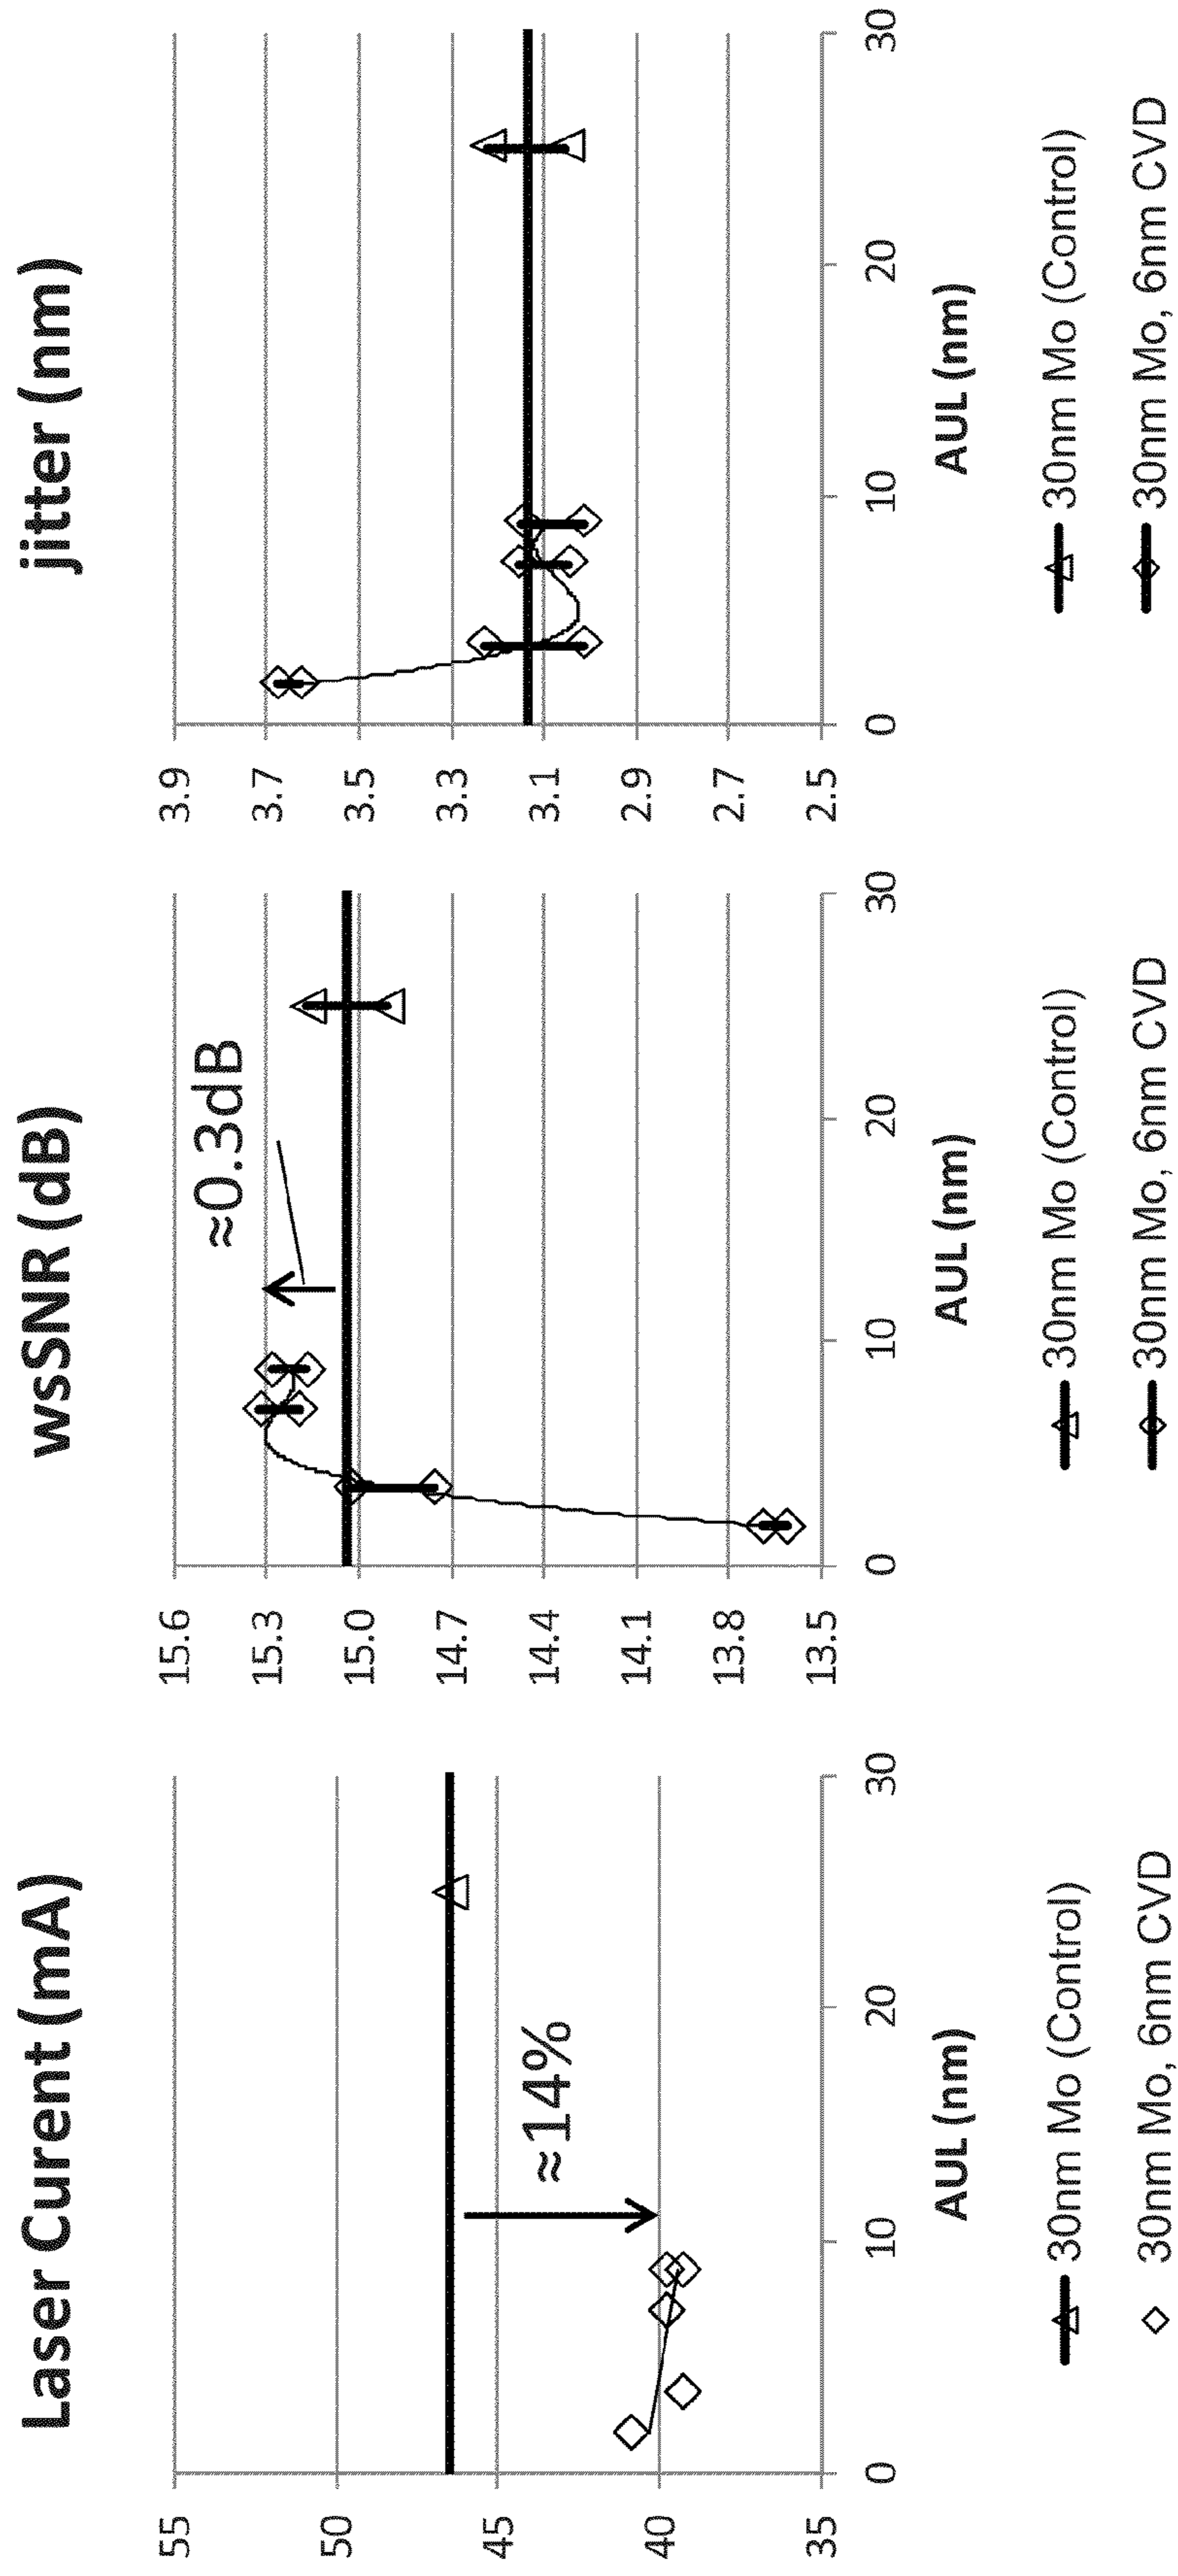 Laser Curent (mA)
55
50
45
40
35
≈14%
0
10
20
30
AUL (nm)
30nm Mo (Control)
30nm Mo, 6nm CVD
wsSNR (dB)
15.6
15.3
15.0
14.7
14.4
14.1
13.8
13.5
≈0.3dB
0
10
20
30
AUL (nm)
30nm Mo (Control)
30nm Mo, 6nm CVD
jitter (nm)
3.9
3.7
3.5
3.3
3.1
2.9
2.7
2.5
0
10
20
30
AUL (nm)
30nm Mo (Control)
30nm Mo, 6nm CVD